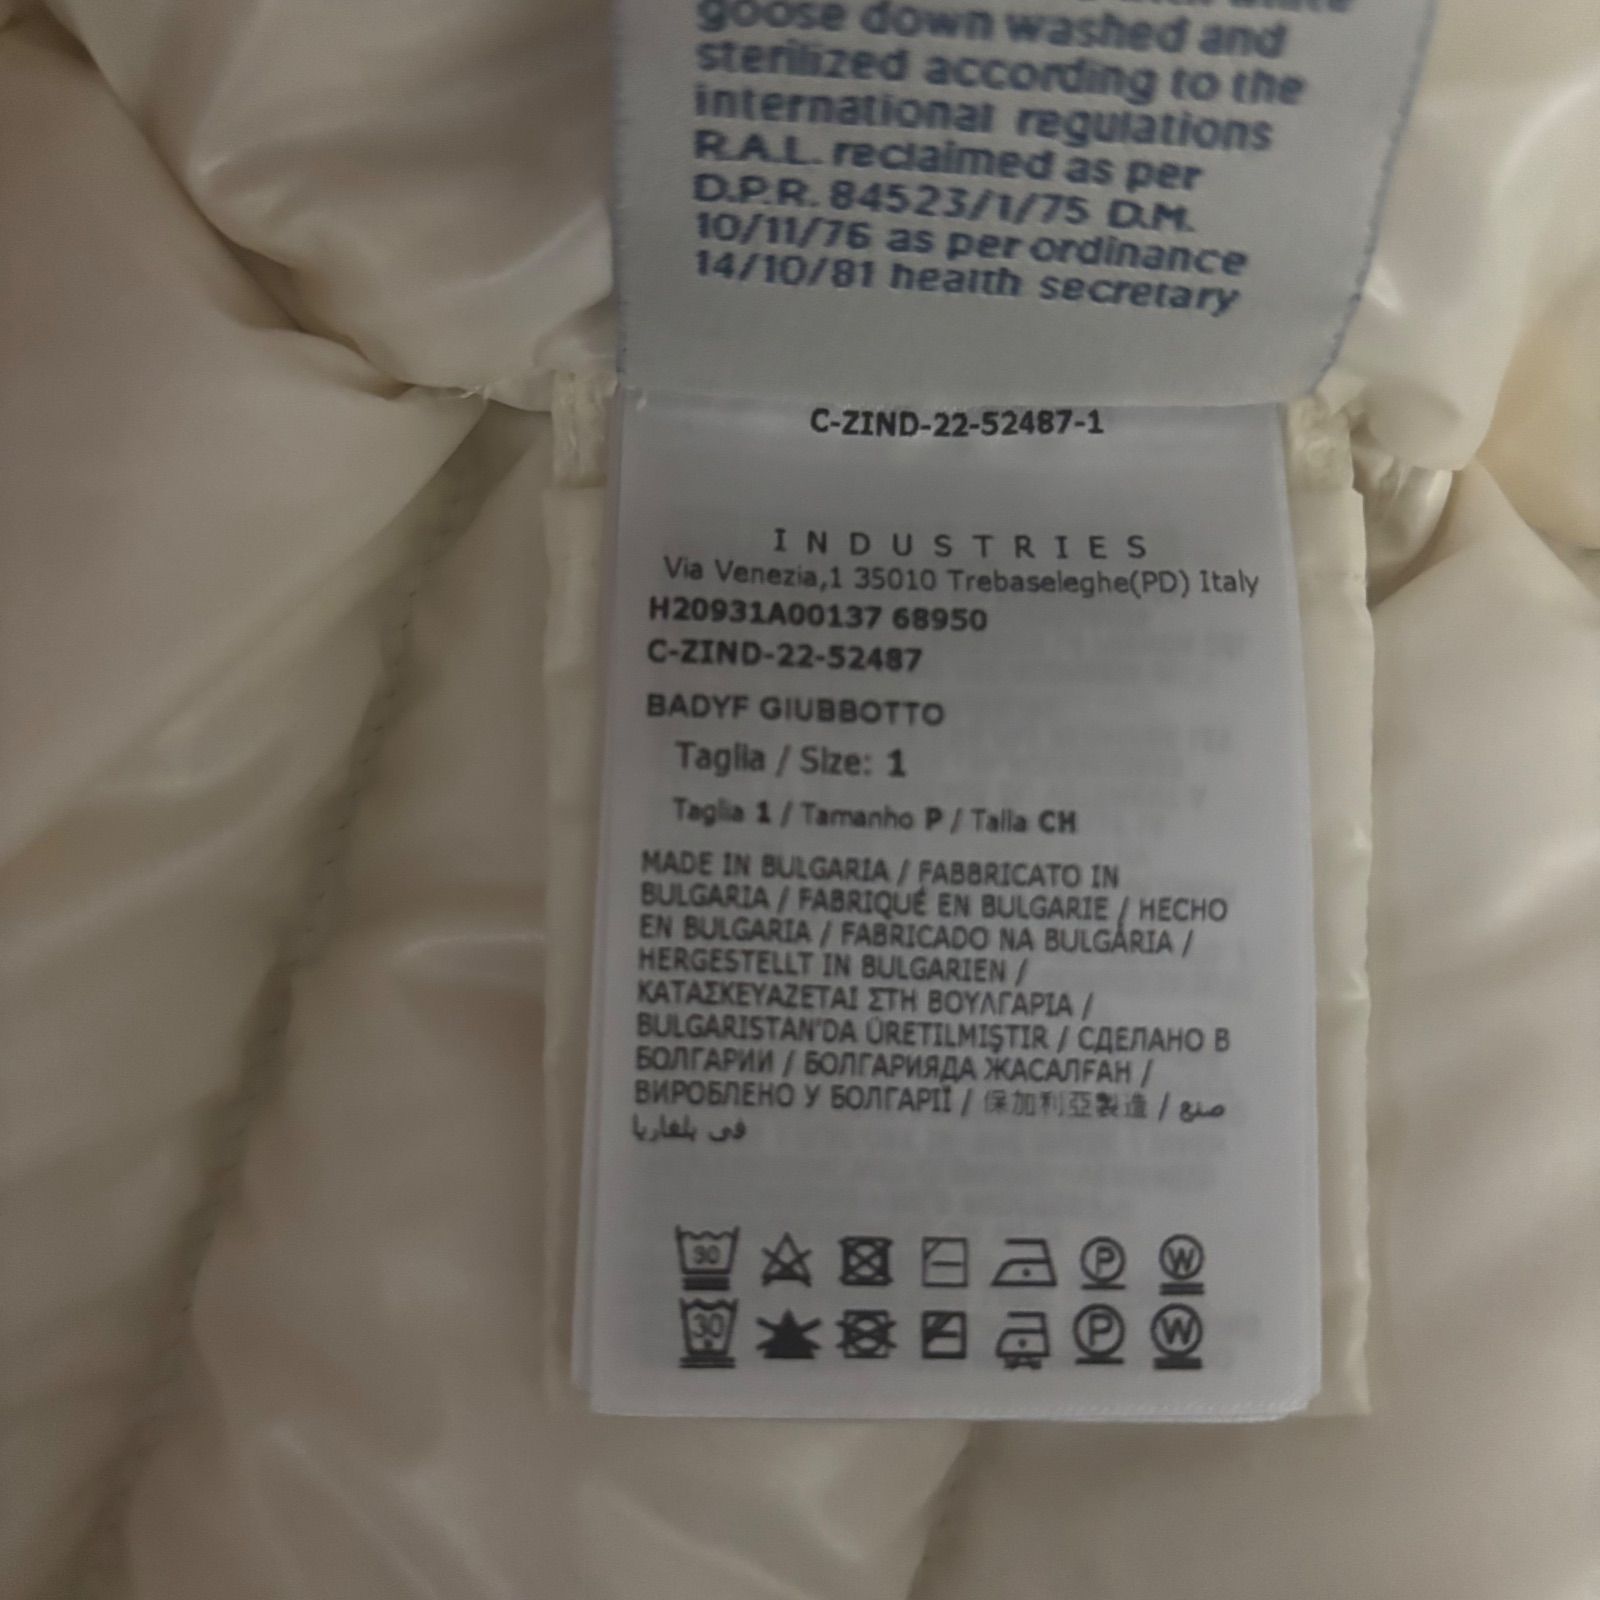 goose down washed and
sterilized according to the
international regulations
R.A.L. reclaimed as per
D.P.R. 84523/1/75 D.M.
10/11/76 as per ordinance
14/10/81 health secretary
C-ZIND-22-52487-1
INDUSTRIES
Via Venezia,1 35010 Trebaseleghe(PD) Italy
H20931A00137 68950
C-ZIND-22-52487
BADYF GIUBBOTTO
Taglia / Size: 1
Taglia 1 / Tamanho P / Talla CH
MADE IN BULGARIA / FABBRICATO IN
BULGARIA / FABRIQUÉ EN BULGARIE / HECHO
EN BULGARIA / FABRICADO NA BULGÁRIA /
HERGESTELLT IN BULGARIEN /
ΚΑΤΑΣΚΕΥΑΖΕΤΑΙ ΣΤΗ ΒΟΥΛΓΑΡΙΑ /
BULGARISTAN'DA ÜRETILMIŞTIR / СДЕЛАНО В
БОЛГАРИИ / БОЛГАРИЯДА ЖАСАЛҒАН /
ВИРОБЛЕНО У БОЛГАРІЇ / 保加利亞製造 / صنع
في بلغاريا
90 P W
30 P W